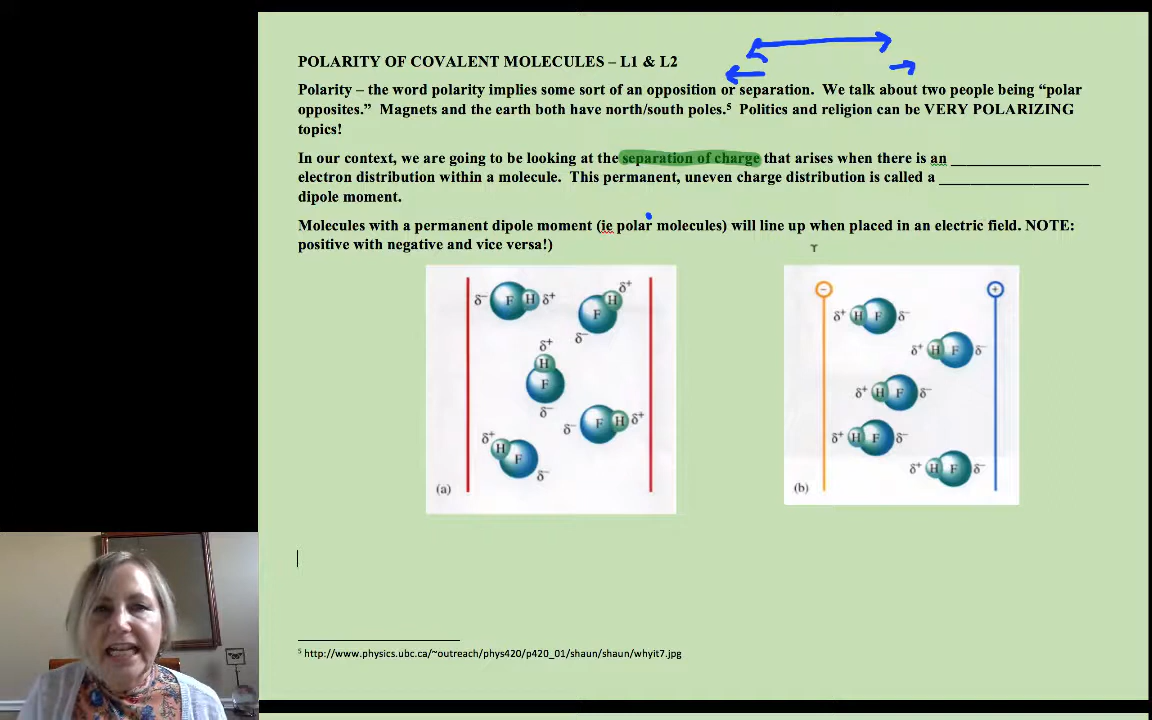 POLARITY OF COVALENT MOLECULES – L1 & L2
Polarity – the word polarity implies some sort of an opposition or separation. We talk about two people being “polar
opposites.” Magnets and the earth both have north/south poles.⁵ Politics and religion can be VERY POLARIZING
topics!
In our context, we are going to be looking at the separation of charge that arises when there is an ____________________
electron distribution within a molecule. This permanent, uneven charge distribution is called a ____________________
dipole moment.
Molecules with a permanent dipole moment (ie polar molecules) will line up when placed in an electric field. NOTE:
positive with negative and vice versa!)
δ⁻ F H δ⁺
δ⁺
H
F
δ⁻
δ⁺
H
F
δ⁻
δ⁻ F H δ⁺
δ⁺
H
F
δ⁻
(a)
− +
δ⁺ H F δ⁻
δ⁺ H F δ⁻
δ⁺ H F δ⁻
δ⁺ H F δ⁻
δ⁺ H F δ⁻
(b)
⁵ http://www.physics.ubc.ca/~outreach/phys420/p420_01/shaun/shaun/whyit7.jpg